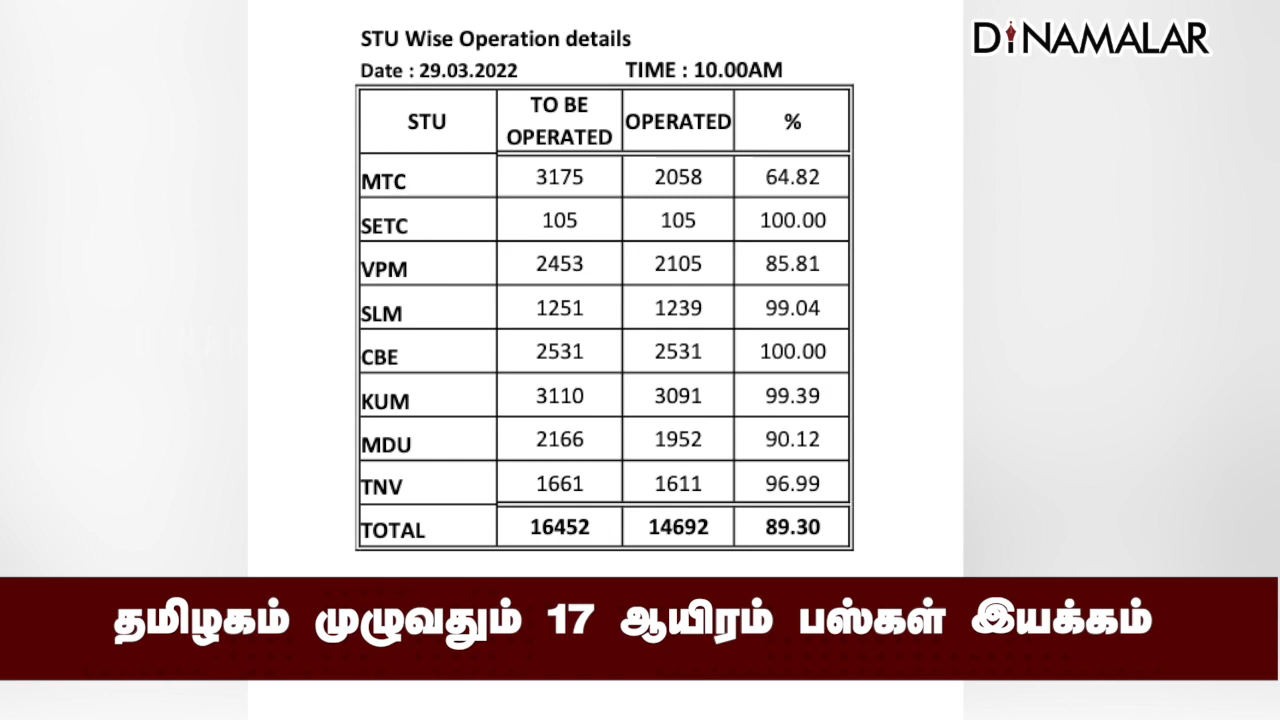 DINAMALAR
STU Wise Operation details
Date : 29.03.2022 TIME : 10.00AM
STU TO BE OPERATED OPERATED %
MTC 3175 2058 64.82
SETC 105 105 100.00
VPM 2453 2105 85.81
SLM 1251 1239 99.04
CBE 2531 2531 100.00
KUM 3110 3091 99.39
MDU 2166 1952 90.12
TNV 1661 1611 96.99
TOTAL 16452 14692 89.30
தமிழகம் முழுவதும் 17 ஆயிரம் பஸ்கள் இயக்கம்